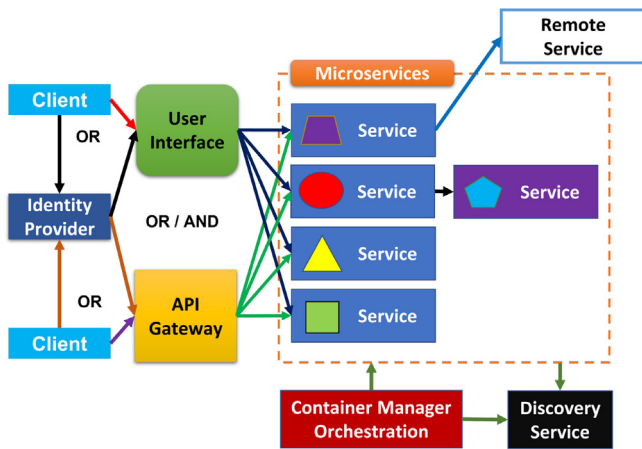 Remote
Service
Microservices
Client
User
Interface
OR
Service
Identity
Provider
Service
Service
OR / AND
Service
OR
API
Gateway
Service
Client
Container Manager
Orchestration
Discovery
Service